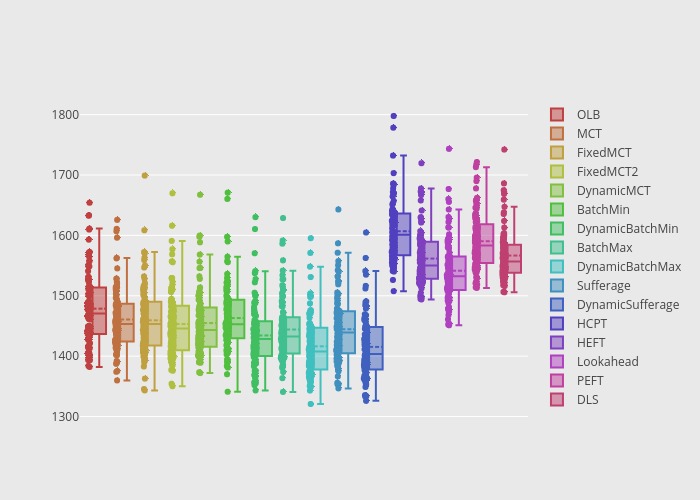 1800
1700
1600
1500
1400
1300
OLB
MCT
FixedMCT
FixedMCT2
DynamicMCT
BatchMin
DynamicBatchMin
BatchMax
DynamicBatchMax
Sufferage
DynamicSufferage
HCPT
HEFT
Lookahead
PEFT
DLS